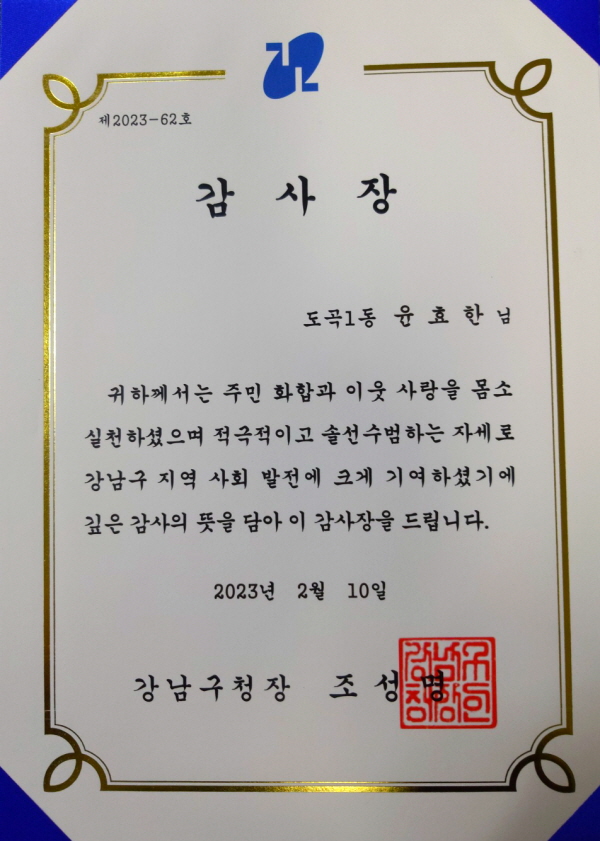 제2023-62호
감 사 장
도곡1동 윤 효 한 님
귀하께서는 주민 화합과 이웃 사랑을 몸소
실천하셨으며 적극적이고 솔선수범하는 자세로
강남구 지역 사회 발전에 크게 기여하셨기에
깊은 감사의 뜻을 담아 이 감사장을 드립니다.
2023년 2월 10일
강남구청장 조 성 명